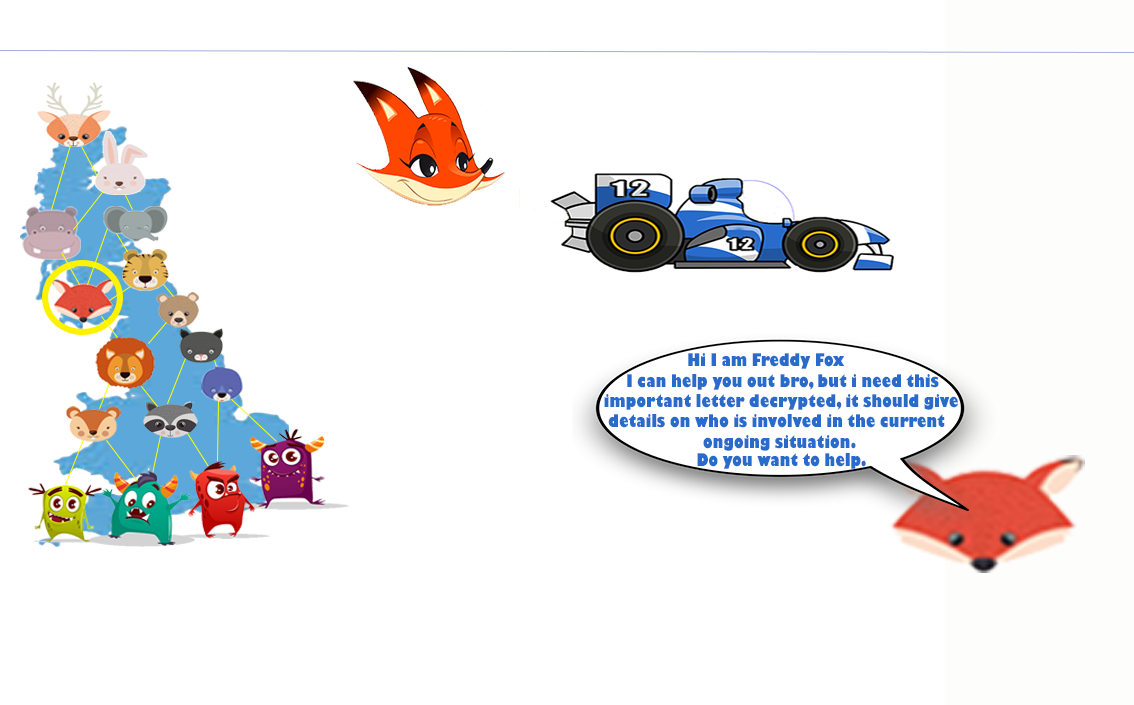 12
12
Hi I am Freddy Fox
I can help you out bro, but i need this
important letter decrypted, it should give
details on who is involved in the current
ongoing situation.
Do you want to help.